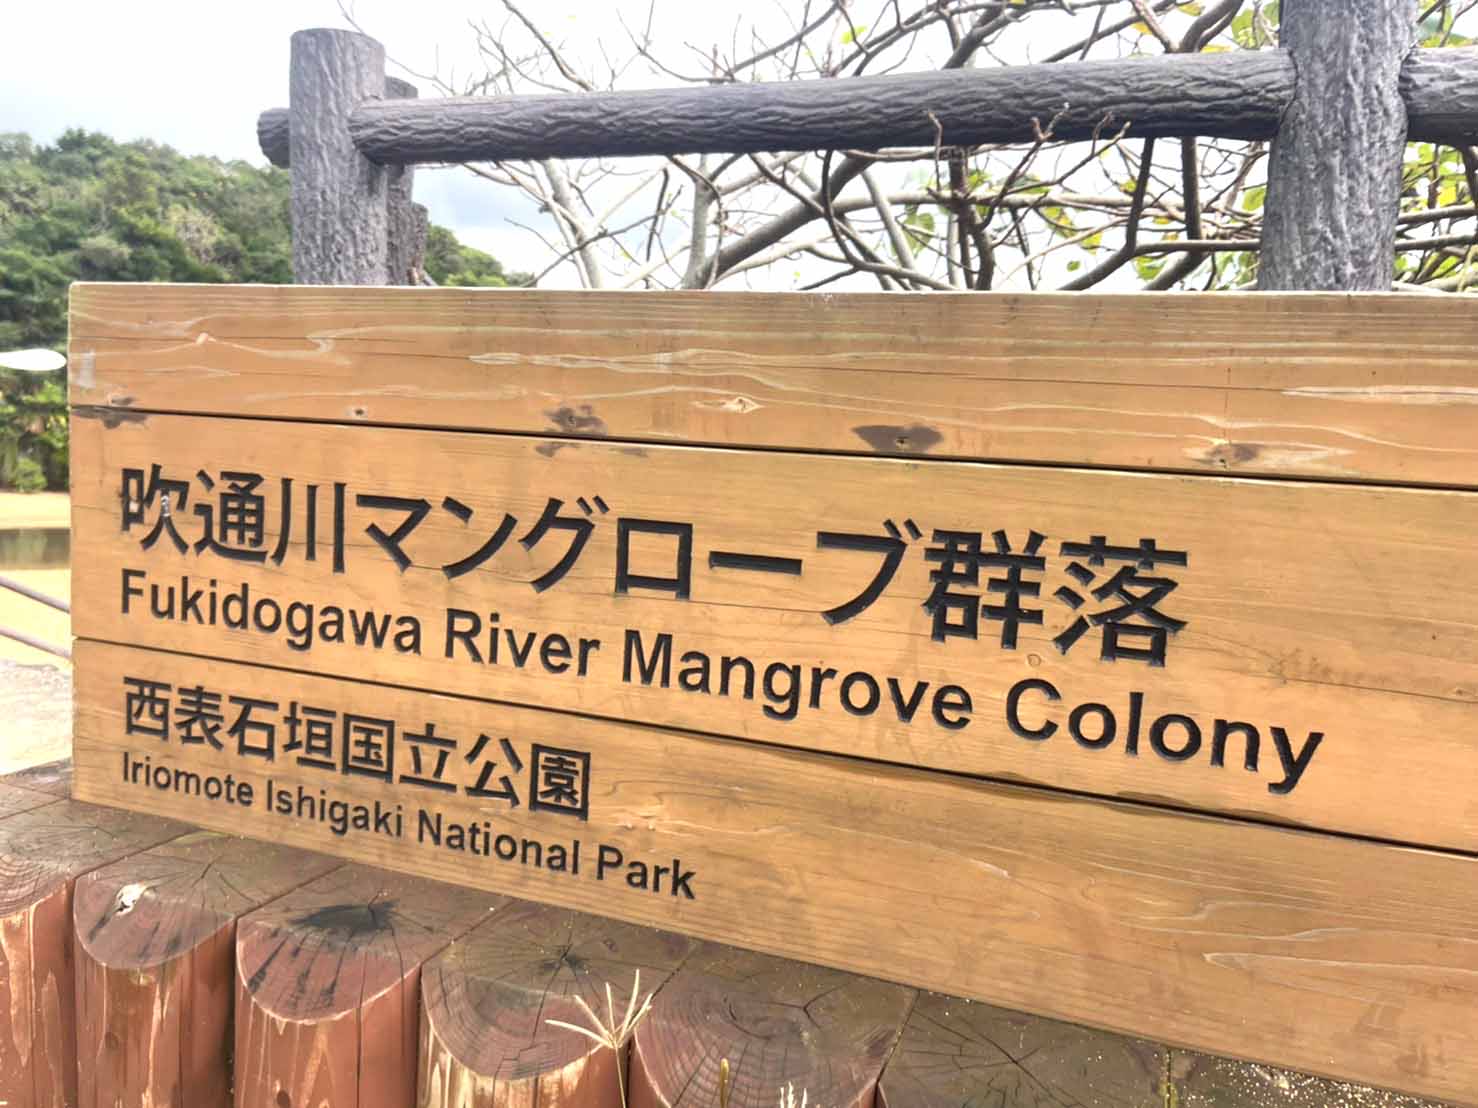 吹通川マングローブ群落
Fukidogawa River Mangrove Colony
西表石垣国立公園
Iriomote Ishigaki National Park